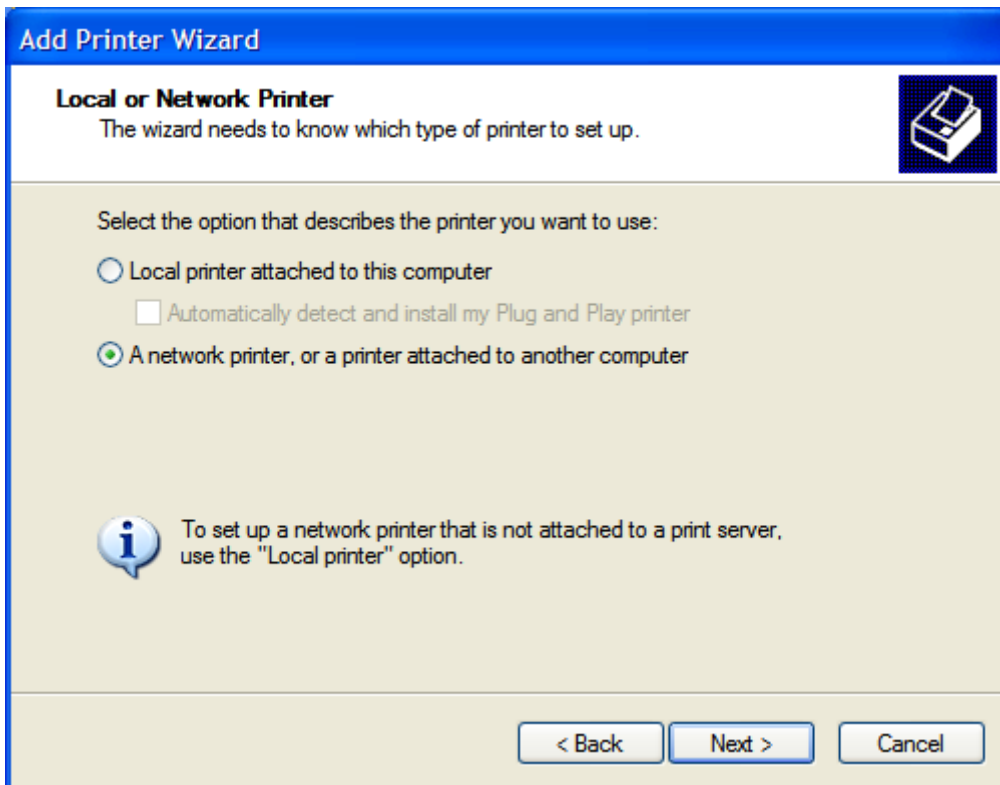 Add Printer Wizard
Local or Network Printer
The wizard needs to know which type of printer to set up.
Select the option that describes the printer you want to use:
Local printer attached to this computer
Automatically detect and install my Plug and Play printer
A network printer, or a printer attached to another computer
To set up a network printer that is not attached to a print server,
use the "Local printer" option.
< Back Next > Cancel